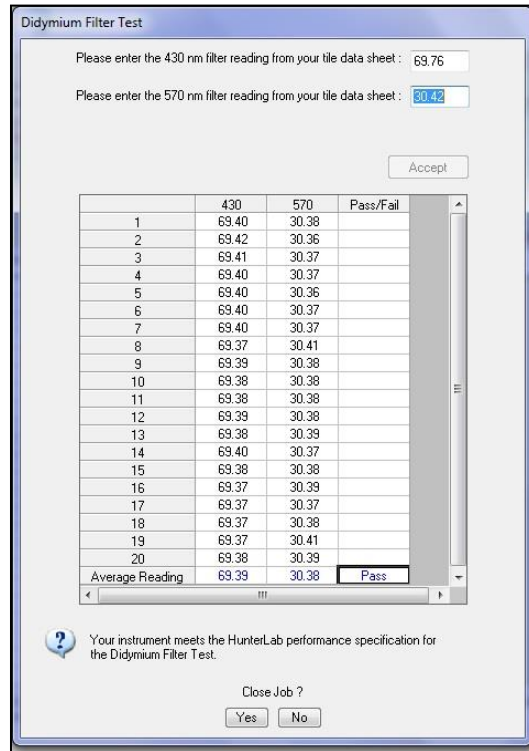 Didymium Filter Test
Please enter the 430 nm filter reading from your tile data sheet : 69.76
Please enter the 570 nm filter reading from your tile data sheet : 30.42
Accept
430 570 Pass/Fail
1 69.40 30.38
2 69.42 30.36
3 69.41 30.37
4 69.40 30.37
5 69.40 30.36
6 69.40 30.37
7 69.40 30.37
8 69.37 30.41
9 69.39 30.38
10 69.38 30.38
11 69.38 30.38
12 69.39 30.38
13 69.38 30.39
14 69.40 30.37
15 69.38 30.38
16 69.37 30.39
17 69.37 30.37
18 69.37 30.38
19 69.37 30.41
20 69.38 30.39
Average Reading 69.39 30.38 Pass
Your instrument meets the HunterLab performance specification for
the Didymium Filter Test.
Close Job ?
Yes No